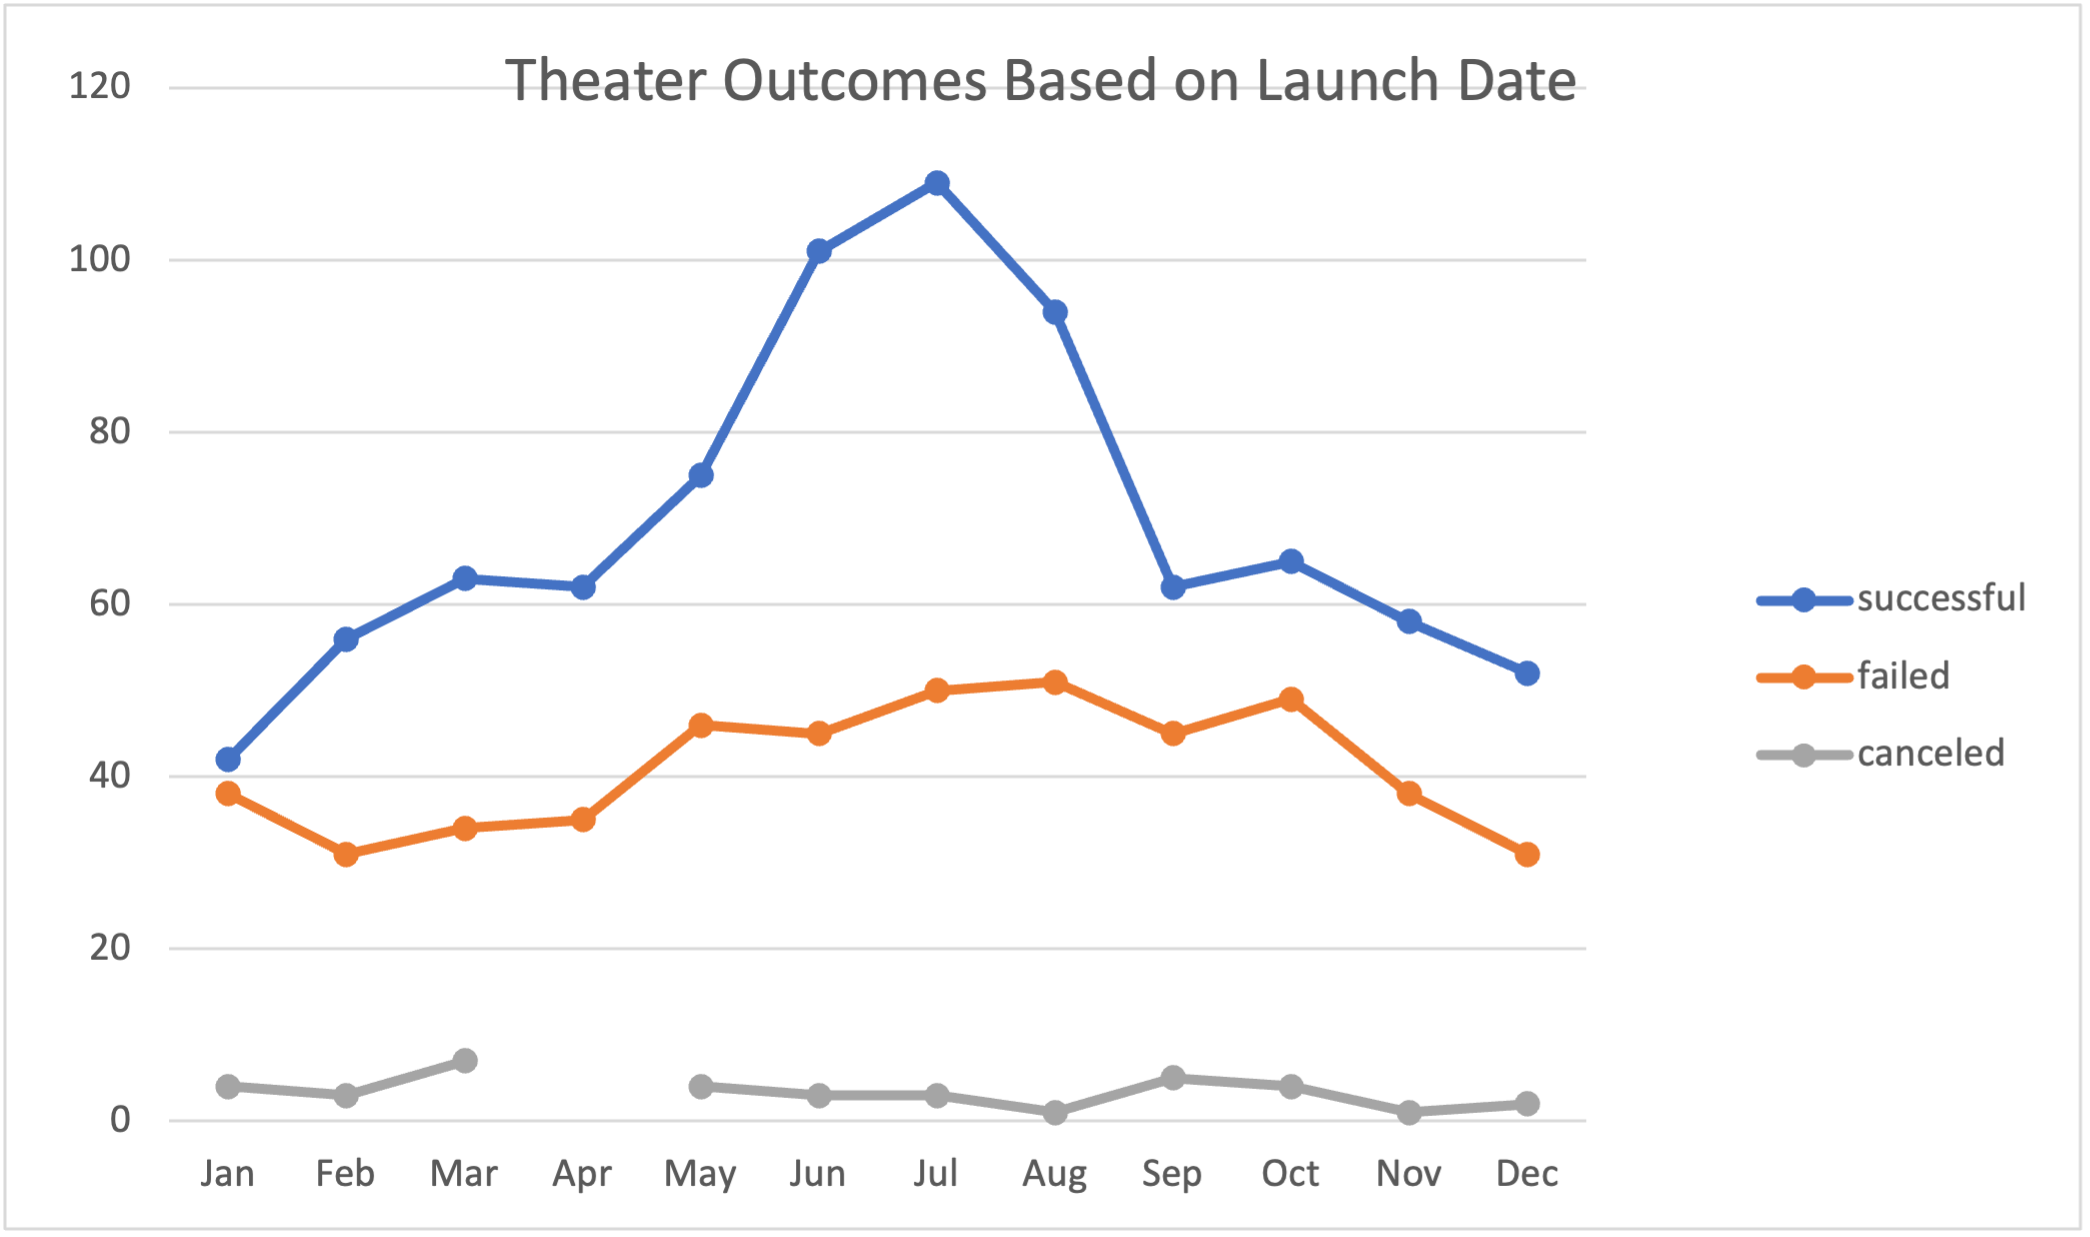 Theater Outcomes Based on Launch Date
120
100
80
60
40
20
0
Jan Feb Mar Apr May Jun Jul Aug Sep Oct Nov Dec
successful
failed
canceled